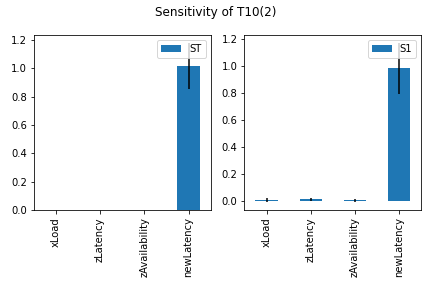 Sensitivity of T10(2)
ST
1.2
1.0
0.8
0.6
0.4
0.2
0.0
xLoad
zLatency
zAvailability
newLatency
S1
1.2
1.0
0.8
0.6
0.4
0.2
0.0
xLoad
zLatency
zAvailability
newLatency